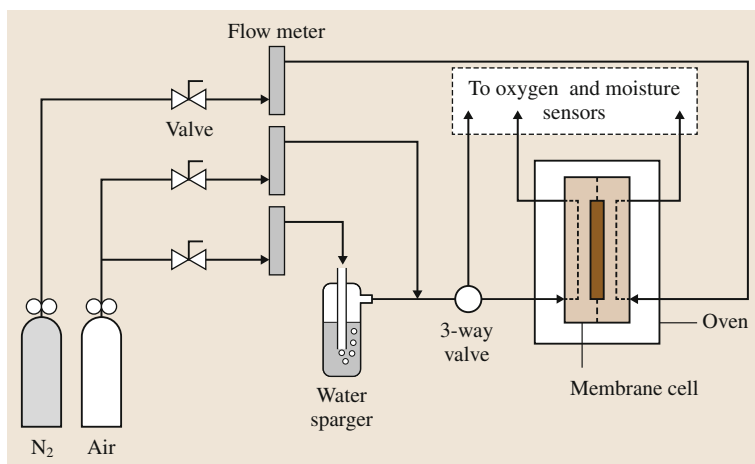 Flow meter
To oxygen and moisture
sensors
Valve
3-way
valve
Oven
Membrane cell
Water
sparger
N₂
Air